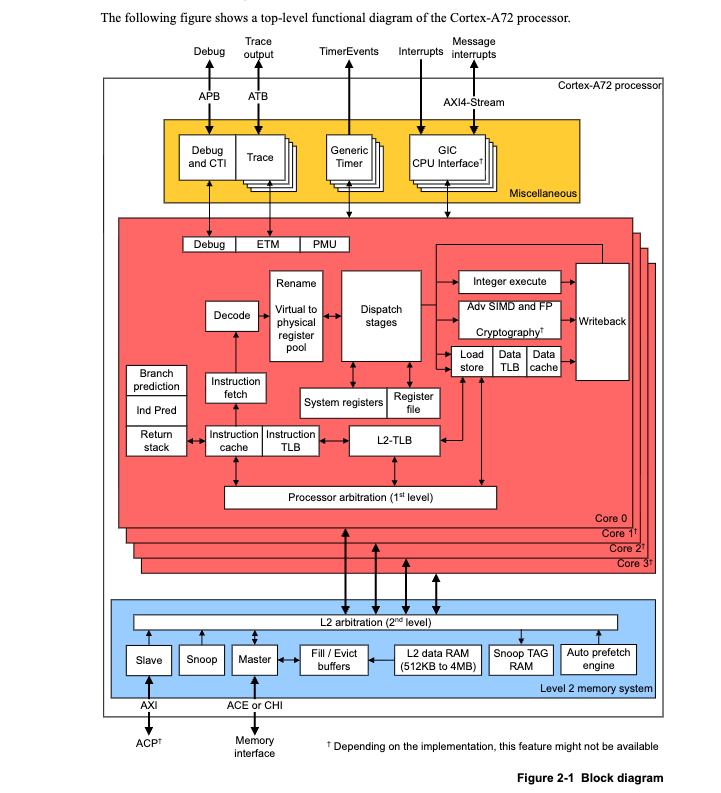 The following figure shows a top-level functional diagram of the Cortex-A72 processor.
Debug
Trace
output
TimerEvents
Interrupts
Message
interrupts
Cortex-A72 processor
APB
ATB
AXI4-Stream
Debug
and CTI
Trace
Generic
Timer
GIC
CPU Interface†
Miscellaneous
Debug
ETM
PMU
Rename
Virtual to
physical
register
pool
Decode
Dispatch
stages
Integer execute
Adv SIMD and FP
Cryptography†
Writeback
Load
store
Data
TLB
Data
cache
Branch
prediction
Ind Pred
Return
stack
Instruction
fetch
System registers
Register
file
Instruction
cache
Instruction
TLB
L2-TLB
Processor arbitration (1st level)
Core 0
Core 1†
Core 2†
Core 3†
L2 arbitration (2nd level)
Slave
Snoop
Master
Fill / Evict
buffers
L2 data RAM
(512KB to 4MB)
Snoop TAG
RAM
Auto prefetch
engine
Level 2 memory system
AXI
ACE or CHI
ACP†
Memory
interface
† Depending on the implementation, this feature might not be available
Figure 2-1 Block diagram